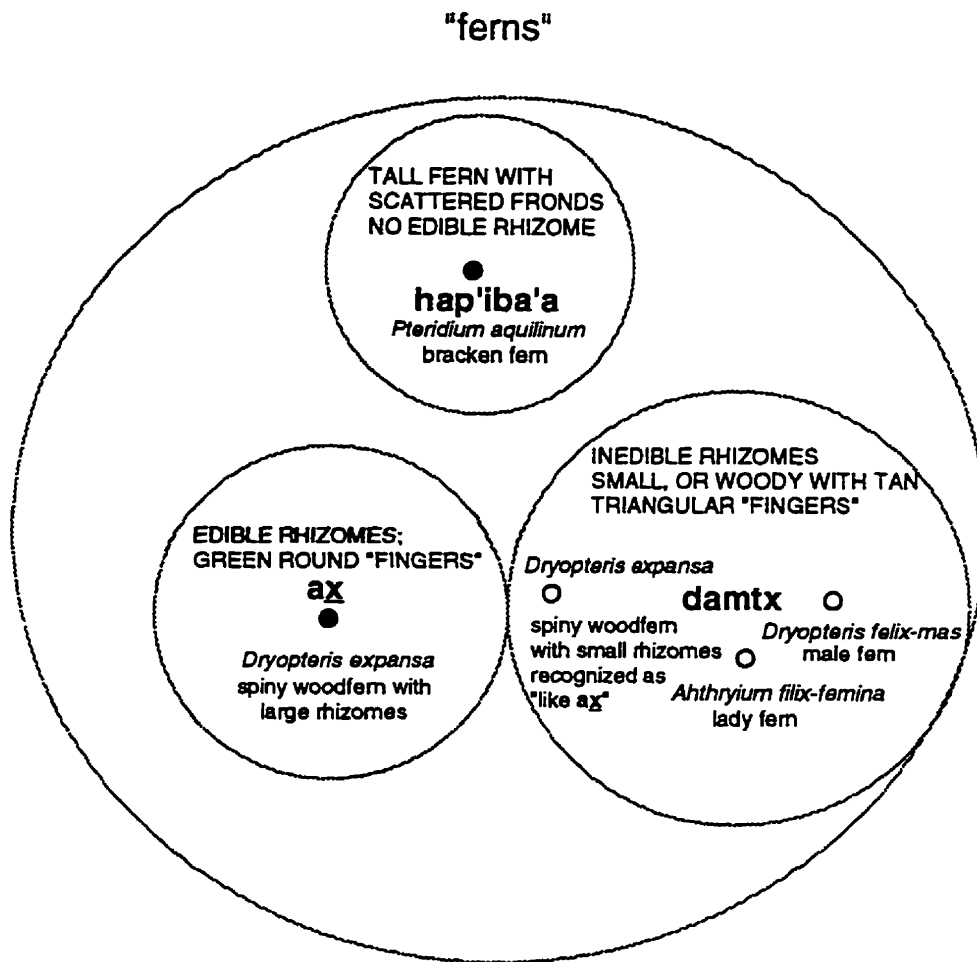 "ferns"
TALL FERN WITH
SCATTERED FRONDS
NO EDIBLE RHIZOME
hap'iba'a
Pteridium aquilinum
bracken fern
EDIBLE RHIZOMES;
GREEN ROUND "FINGERS"
ax̲
Dryopteris expansa
spiny woodfern with
large rhizomes
INEDIBLE RHIZOMES
SMALL, OR WOODY WITH TAN
TRIANGULAR "FINGERS"
Dryopteris expansa
spiny woodfern
with small rhizomes
recognized as
"like ax̲"
damtx
Dryopteris felix-mas
male fern
Ahthryium filix-femina
lady fern